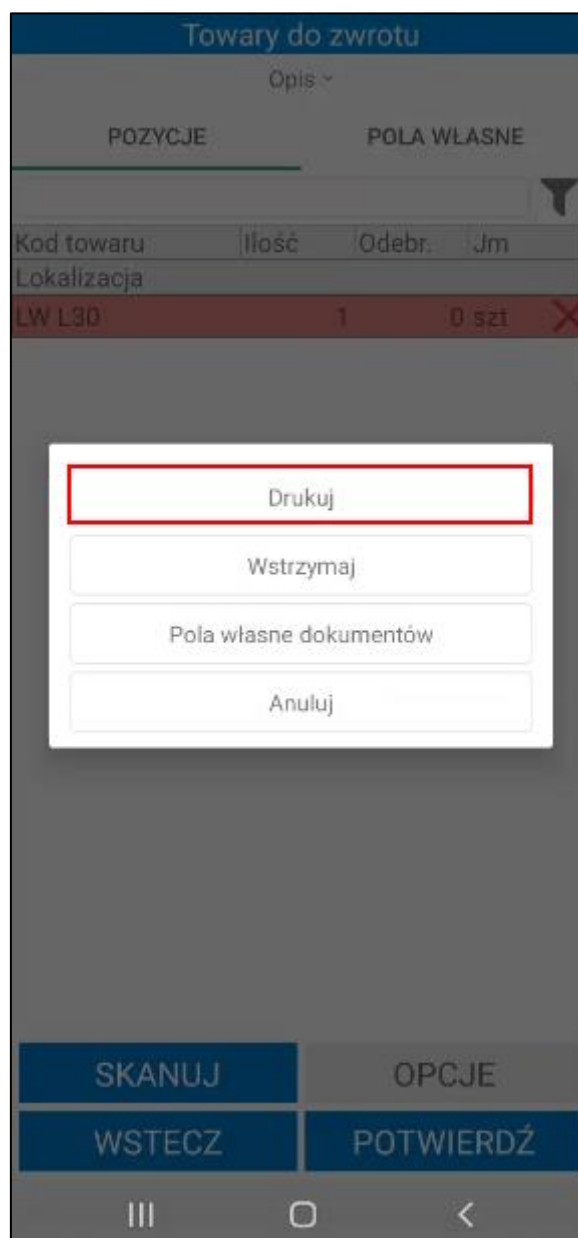 Towary do zwrotu
Opis
POZYCJE POLA WŁASNE
Kod towaru Ilość Odebr. Jm
Lokalizacja
LW L30 1 0 szt
Drukuj
Wstrzymaj
Pola własne dokumentów
Anuluj
SKANUJ OPCJE
WSTECZ POTWIERDŹ